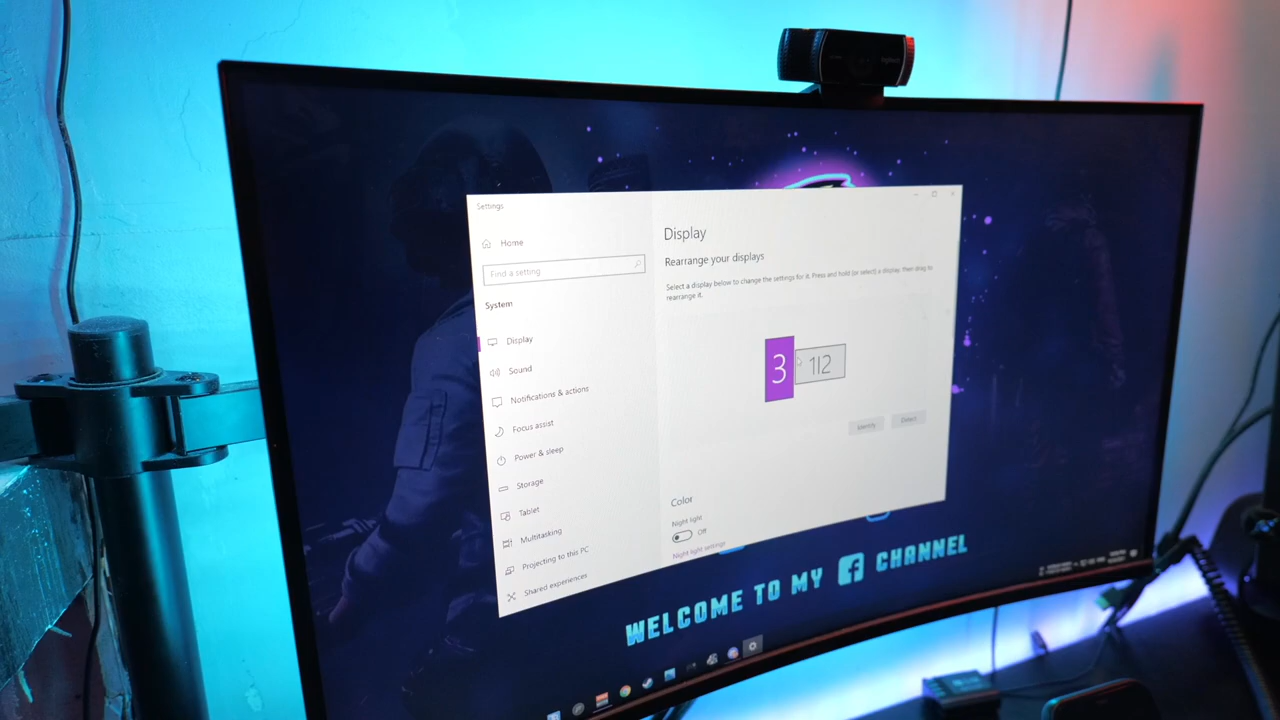 Settings
Home
Find a setting
System
Display
Sound
Notifications & actions
Focus assist
Power & sleep
Storage
Tablet
Multitasking
Projecting to this PC
Shared experiences
Display
Rearrange your displays
Select a display below to change the settings for it. Press and hold (or select) a display, then drag to
rearrange it.
3
1|2
Identify
Detect
Color
Night light
Off
Night light settings
WELCOME TO MY f CHANNEL